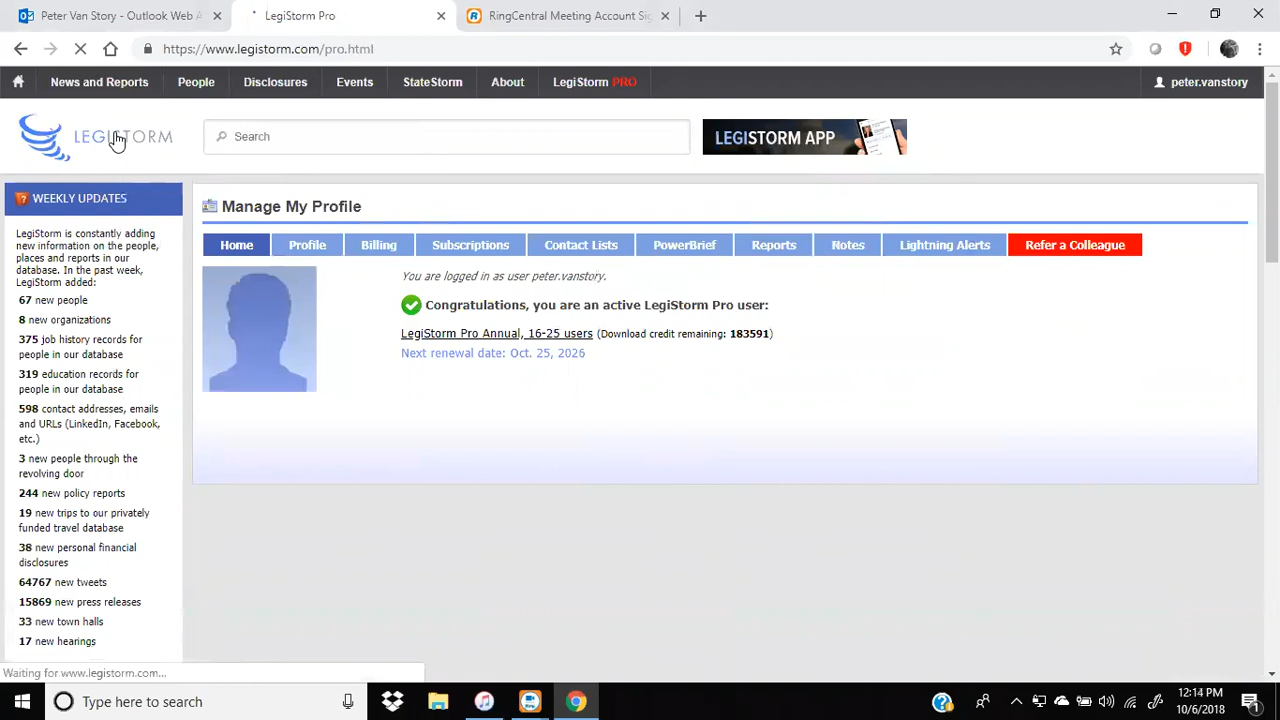 Peter Van Story - Outlook Web A
LegiStorm Pro
RingCentral Meeting Account Sig
https://www.legistorm.com/pro.html
News and Reports
People
Disclosures
Events
StateStorm
About
LegiStorm PRO
peter.vanstory
LEGISTORM
Search
LEGISTORM APP
WEEKLY UPDATES
LegiStorm is constantly adding
new information on the people,
places and reports in our
database. In the past week,
LegiStorm added:
67 new people
8 new organizations
375 job history records for
people in our database
319 education records for
people in our database
598 contact addresses, emails
and URLs (LinkedIn, Facebook,
etc.)
3 new people through the
revolving door
244 new policy reports
19 new trips to our privately
funded travel database
38 new personal financial
disclosures
64767 new tweets
15869 new press releases
33 new town halls
17 new hearings
Manage My Profile
Home
Profile
Billing
Subscriptions
Contact Lists
PowerBrief
Reports
Notes
Lightning Alerts
Refer a Colleague
You are logged in as user peter.vanstory.
Congratulations, you are an active LegiStorm Pro user:
LegiStorm Pro Annual, 16-25 users (Download credit remaining: 183591)
Next renewal date: Oct. 25, 2026
Waiting for www.legistorm.com...
Type here to search
12:14 PM
10/6/2018